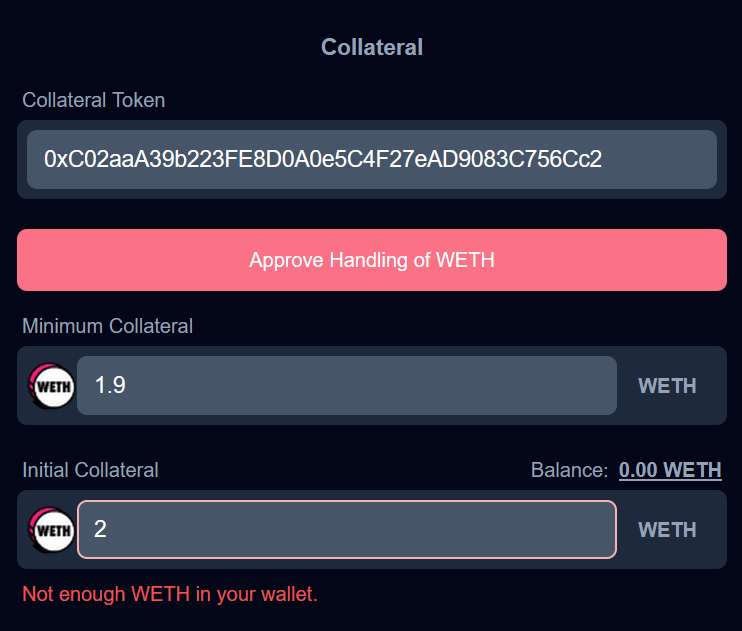 Collateral
Collateral Token
0xC02aaA39b223FE8D0A0e5C4F27eAD9083C756Cc2
Approve Handling of WETH
Minimum Collateral
WETH 1.9 WETH
Initial Collateral Balance: 0.00 WETH
WETH 2 WETH
Not enough WETH in your wallet.